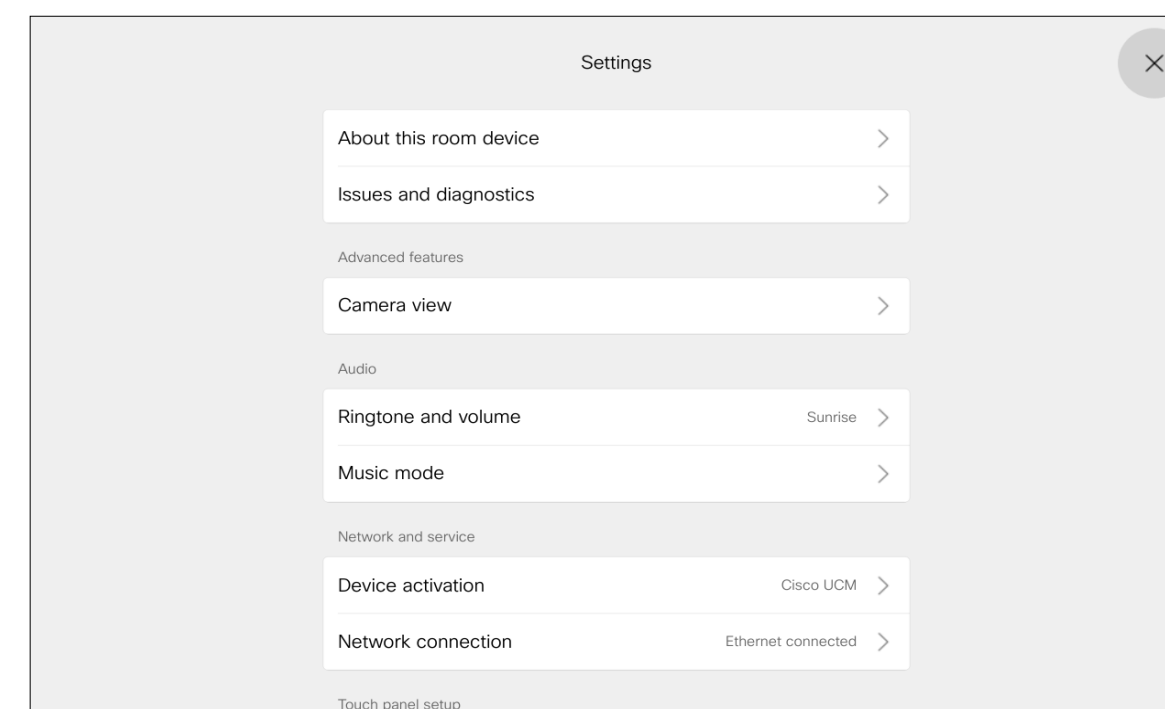 Settings
About this room device
Issues and diagnostics
Advanced features
Camera view
Audio
Ringtone and volume Sunrise
Music mode
Network and service
Device activation Cisco UCM
Network connection Ethernet connected
Touch panel setup